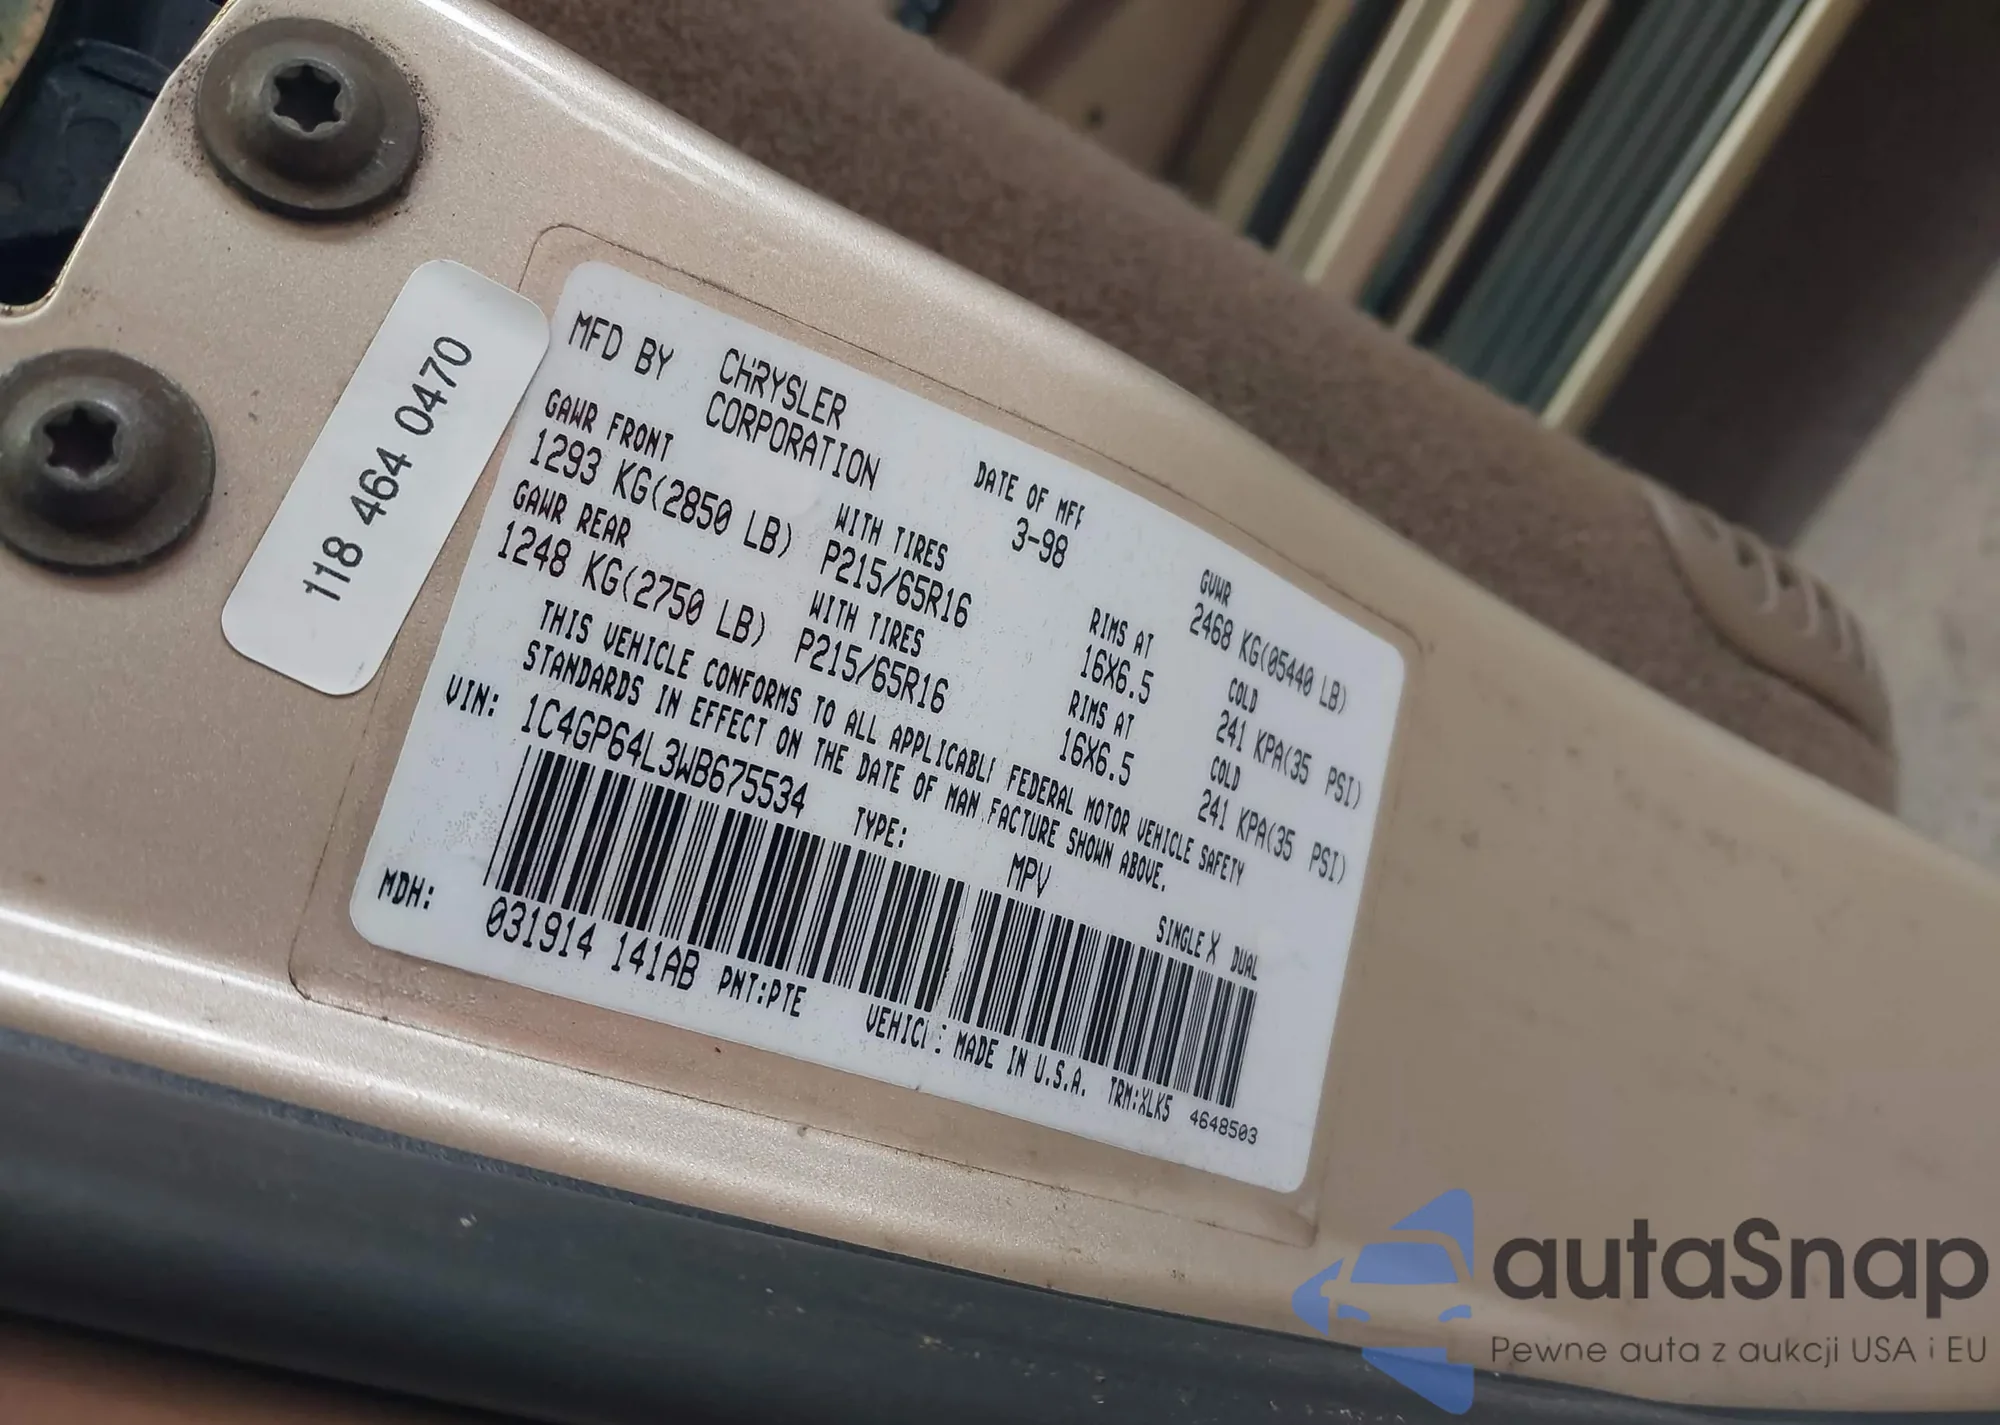 118 464 0470
MFD BY CHRYSLER CORPORATION DATE OF MFR 3-98 GVWR 2468 KG(05440 LB)
GAWR FRONT WITH TIRES RIMS AT COLD
1293 KG(2850 LB) P215/65R16 16X6.5 241 KPA(35 PSI)
GAWR REAR WITH TIRES RIMS AT COLD
1248 KG(2750 LB) P215/65R16 16X6.5 241 KPA(35 PSI)
THIS VEHICLE CONFORMS TO ALL APPLICABLE FEDERAL MOTOR VEHICLE SAFETY
STANDARDS IN EFFECT ON THE DATE OF MAN FACTURE SHOWN ABOVE.
VIN: 1C4GP64L3WB675534 TYPE: MPV SINGLE X DUAL
MDH: 031914 141AB PNT:PTE VEHICL: MADE IN U.S.A. TRM:XLK5 4648503
autaSnap
Pewne auta z aukcji USA i EU